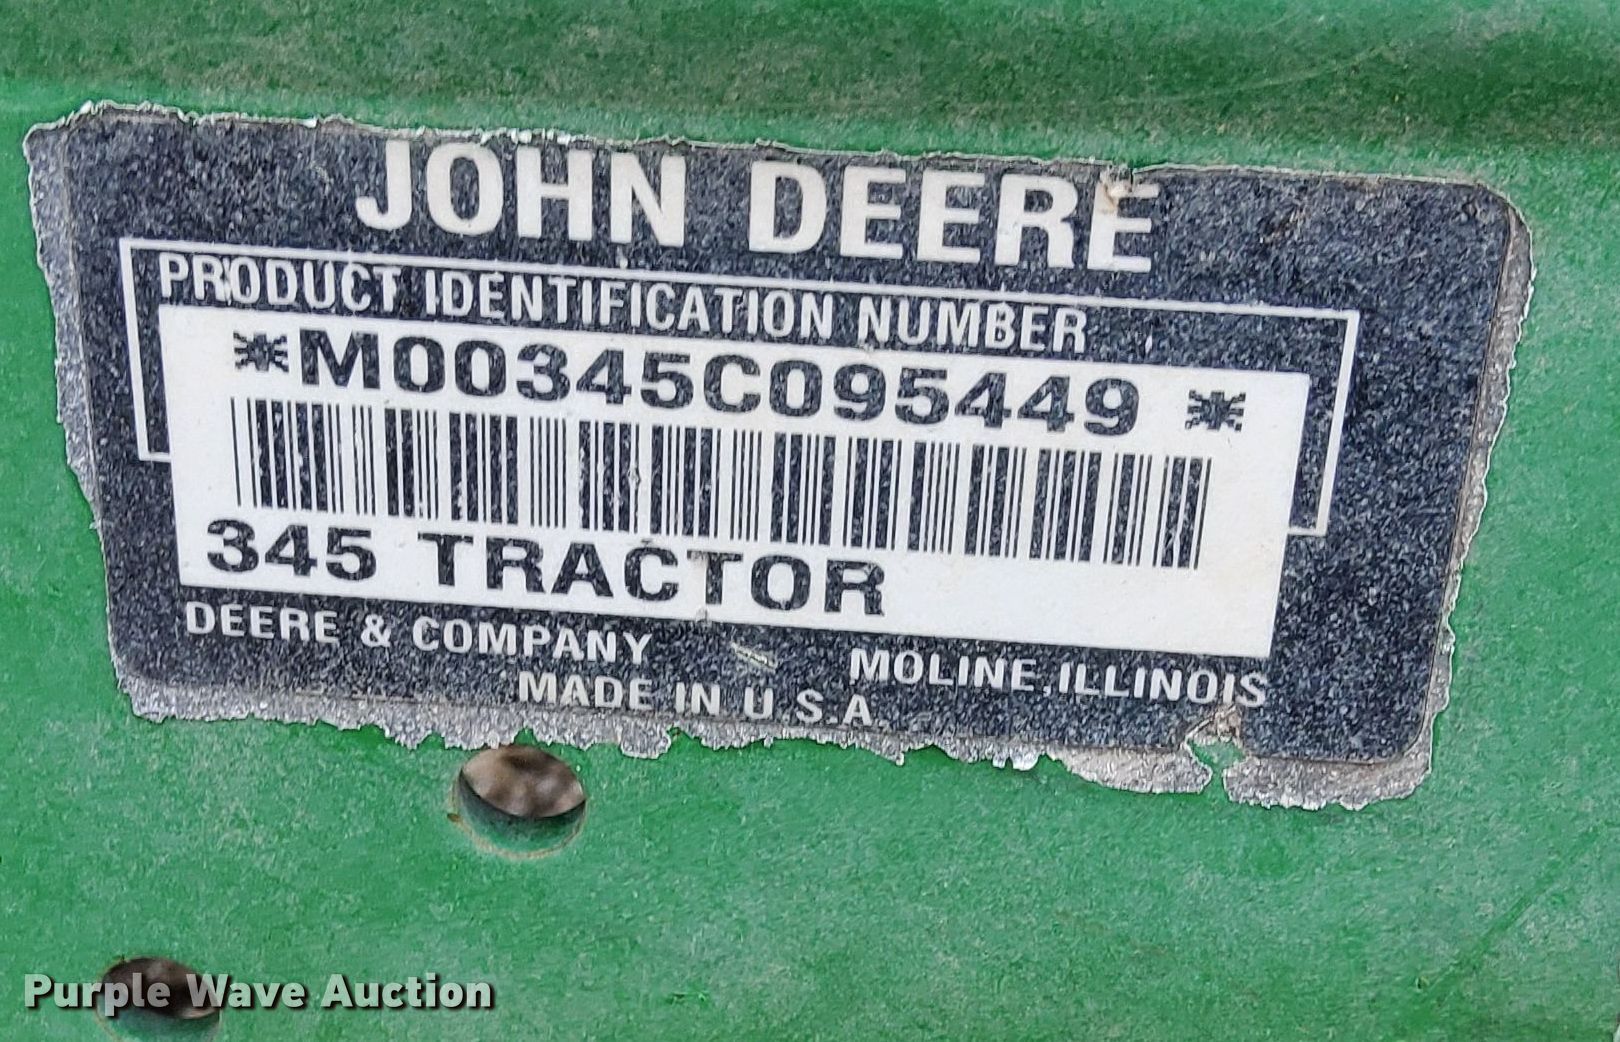 JOHN DEERE
PRODUCT IDENTIFICATION NUMBER
*M00345C095449 *
345 TRACTOR
DEERE & COMPANY MOLINE, ILLINOIS
MADE IN U.S.A.
Purple Wave Auction